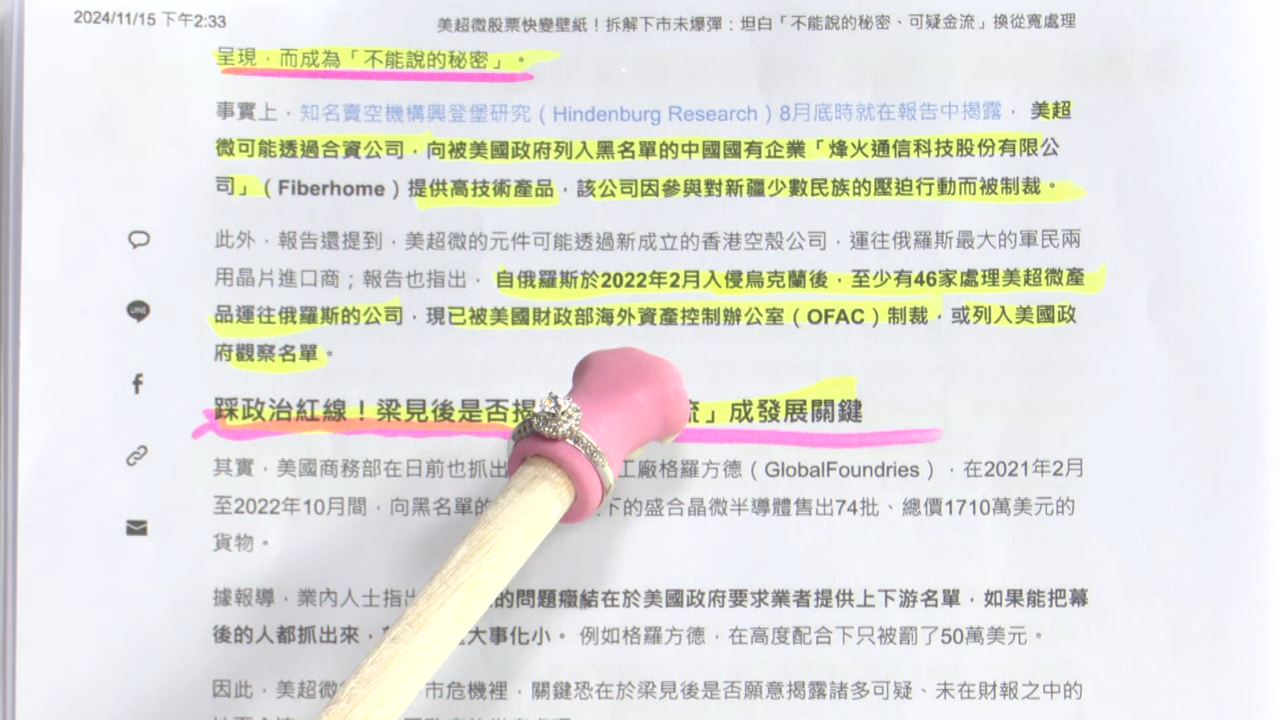 2024/11/15 下午2:33
美超微股票快變壁紙！拆解下市未爆彈：坦白「不能說的秘密、可疑金流」換從寬處理
呈現，而成為「不能說的秘密」。
事實上，知名賣空機構興登堡研究（Hindenburg Research）8月底時就在報告中揭露，美超
微可能透過合資公司，向被美國政府列入黑名單的中國國有企業「烽火通信科技股份有限公
司」（Fiberhome）提供高技術產品，該公司因參與對新疆少數民族的壓迫行動而被制裁。
此外，報告還提到，美超微的元件可能透過新成立的香港空殼公司，運往俄羅斯最大的軍民兩
用晶片進口商；報告也指出，自俄羅斯於2022年2月入侵烏克蘭後，至少有46家處理美超微產
品運往俄羅斯的公司，現已被美國財政部海外資產控制辦公室（OFAC）制裁，或列入美國政
府觀察名單。
LINE
踩政治紅線！梁見後是否揭 流」成發展關鍵
其實，美國商務部在日前也抓出 工廠格羅方德（GlobalFoundries），在2021年2月
至2022年10月間，向黑名單的 下的盛合晶微半導體售出74批、總價1710萬美元的
貨物。
據報導，業內人士指出 的問題癥結在於美國政府要求業者提供上下游名單，如果能把幕
後的人都抓出來， 大事化小。例如格羅方德，在高度配合下只被罰了50萬美元。
因此，美超微 市危機裡，關鍵恐在於梁見後是否願意揭露諸多可疑、未在財報之中的